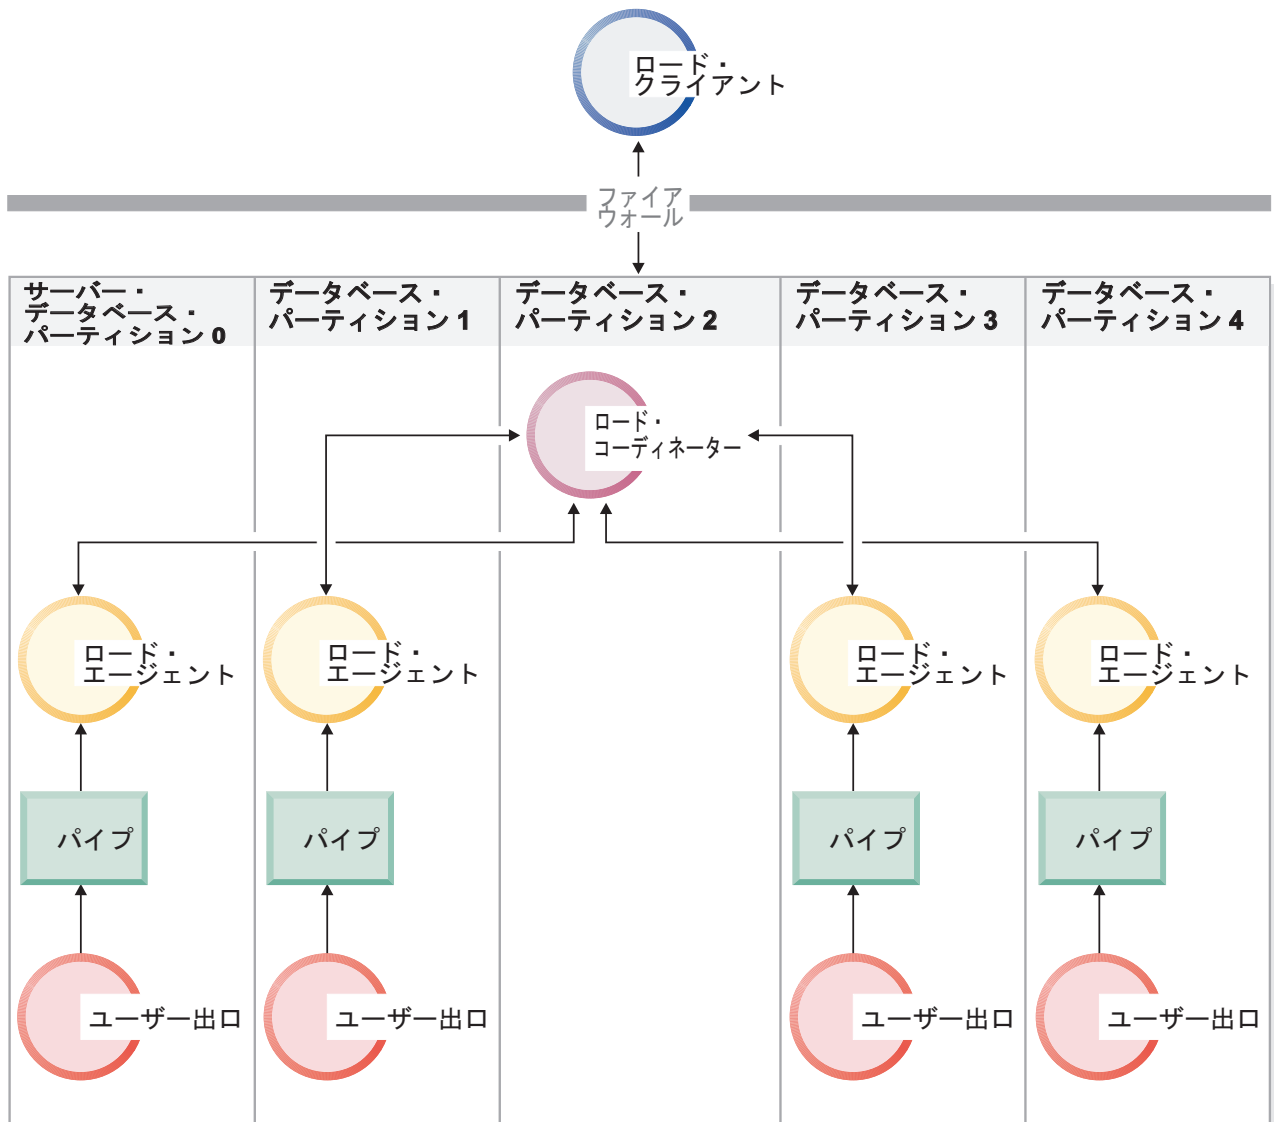 ロード・
クライアント
ファイア
ウォール
サーバー・
データベース・
パーティション 0
データベース・
パーティション 1
データベース・
パーティション 2
データベース・
パーティション 3
データベース・
パーティション 4
ロード・
コーディネーター
ロード・
エージェント
ロード・
エージェント
ロード・
エージェント
ロード・
エージェント
パイプ
パイプ
パイプ
パイプ
ユーザー出口
ユーザー出口
ユーザー出口
ユーザー出口